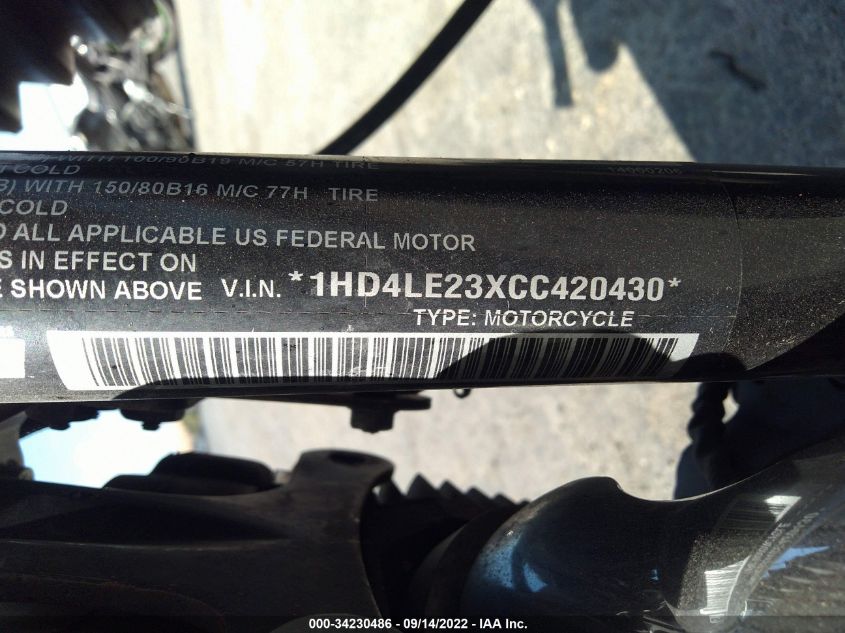 WITH 100/90B19 M/C 57H TIRE
T COLD
B) WITH 150/80B16 M/C 77H TIRE
COLD
D ALL APPLICABLE US FEDERAL MOTOR
S IN EFFECT ON
E SHOWN ABOVE V.I.N. *1HD4LE23XCC420430*
TYPE: MOTORCYCLE
000-34230486 - 09/14/2022 - IAA Inc.